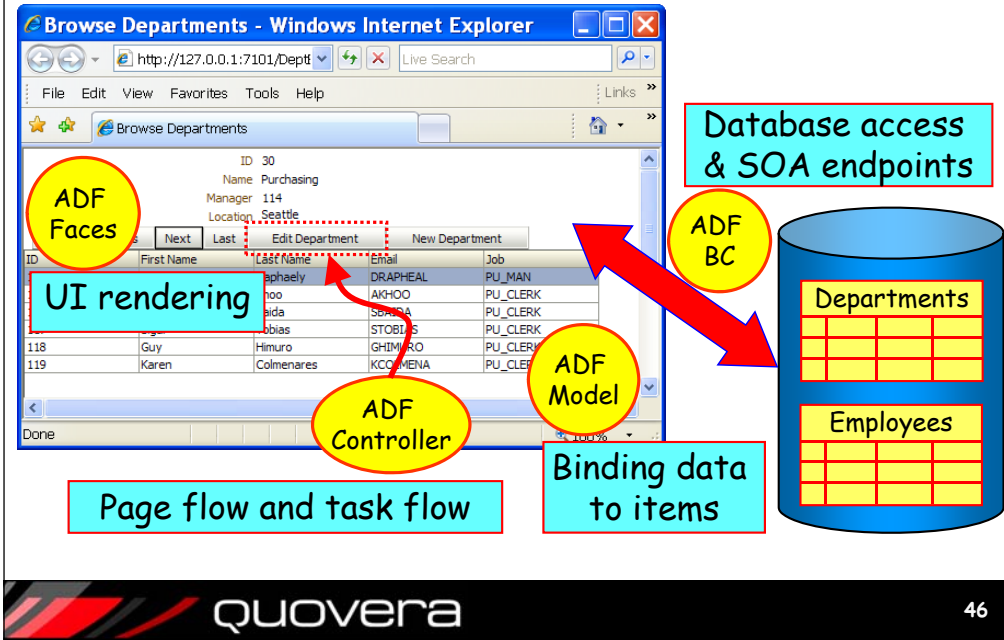 Browse Departments - Windows Internet Explorer
http://127.0.0.1:7101/Depti
Live Search
File Edit View Favorites Tools Help
Links »
Browse Departments
»
ID 30
Name Purchasing
Manager 114
Location Seattle
Next Last Edit Department New Department
ID First Name Last Name Email Job
DRAPHEAL PU_MAN
AKHOO PU_CLERK
PU_CLERK
PU_CLERK
118 Guy Himuro
119 Karen Colmenares
Done
100%
ADF
Faces
UI rendering
ADF
Controller
Page flow and task flow
ADF
Model
Binding data
to items
ADF
BC
Database access
& SOA endpoints
Departments
Employees
quovera
46